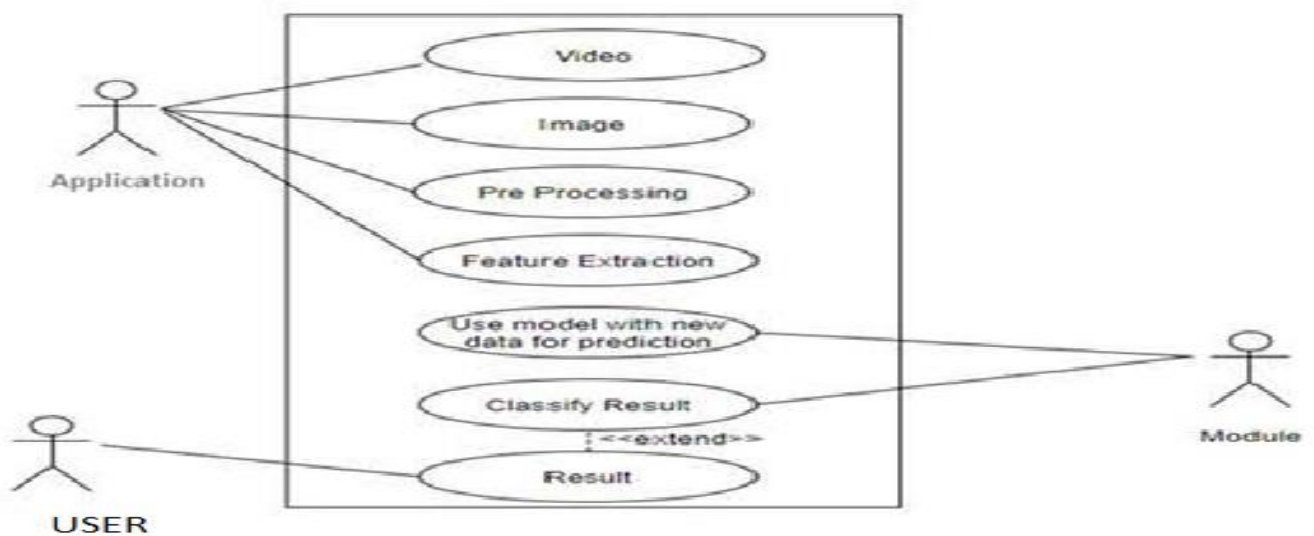 Video
Image
Application
Pre Processing
Feature Extraction
Use model with new
data for prediction
Classify Result
<<extend>>
Module
Result
USER